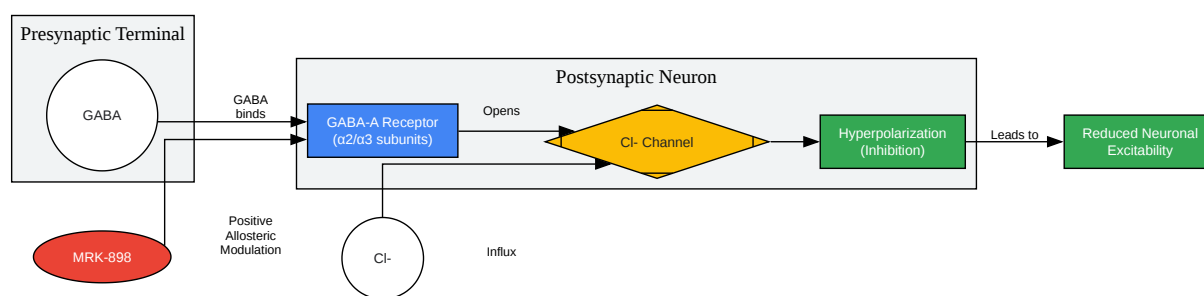 Presynaptic Terminal
GABA
GABA
binds
Postsynaptic Neuron
GABA-A Receptor
(α2/α3 subunits)
Opens
Cl- Channel
Hyperpolarization
(Inhibition)
Leads to
Reduced Neuronal
Excitability
MRK-898
Positive
Allosteric
Modulation
Cl-
Influx